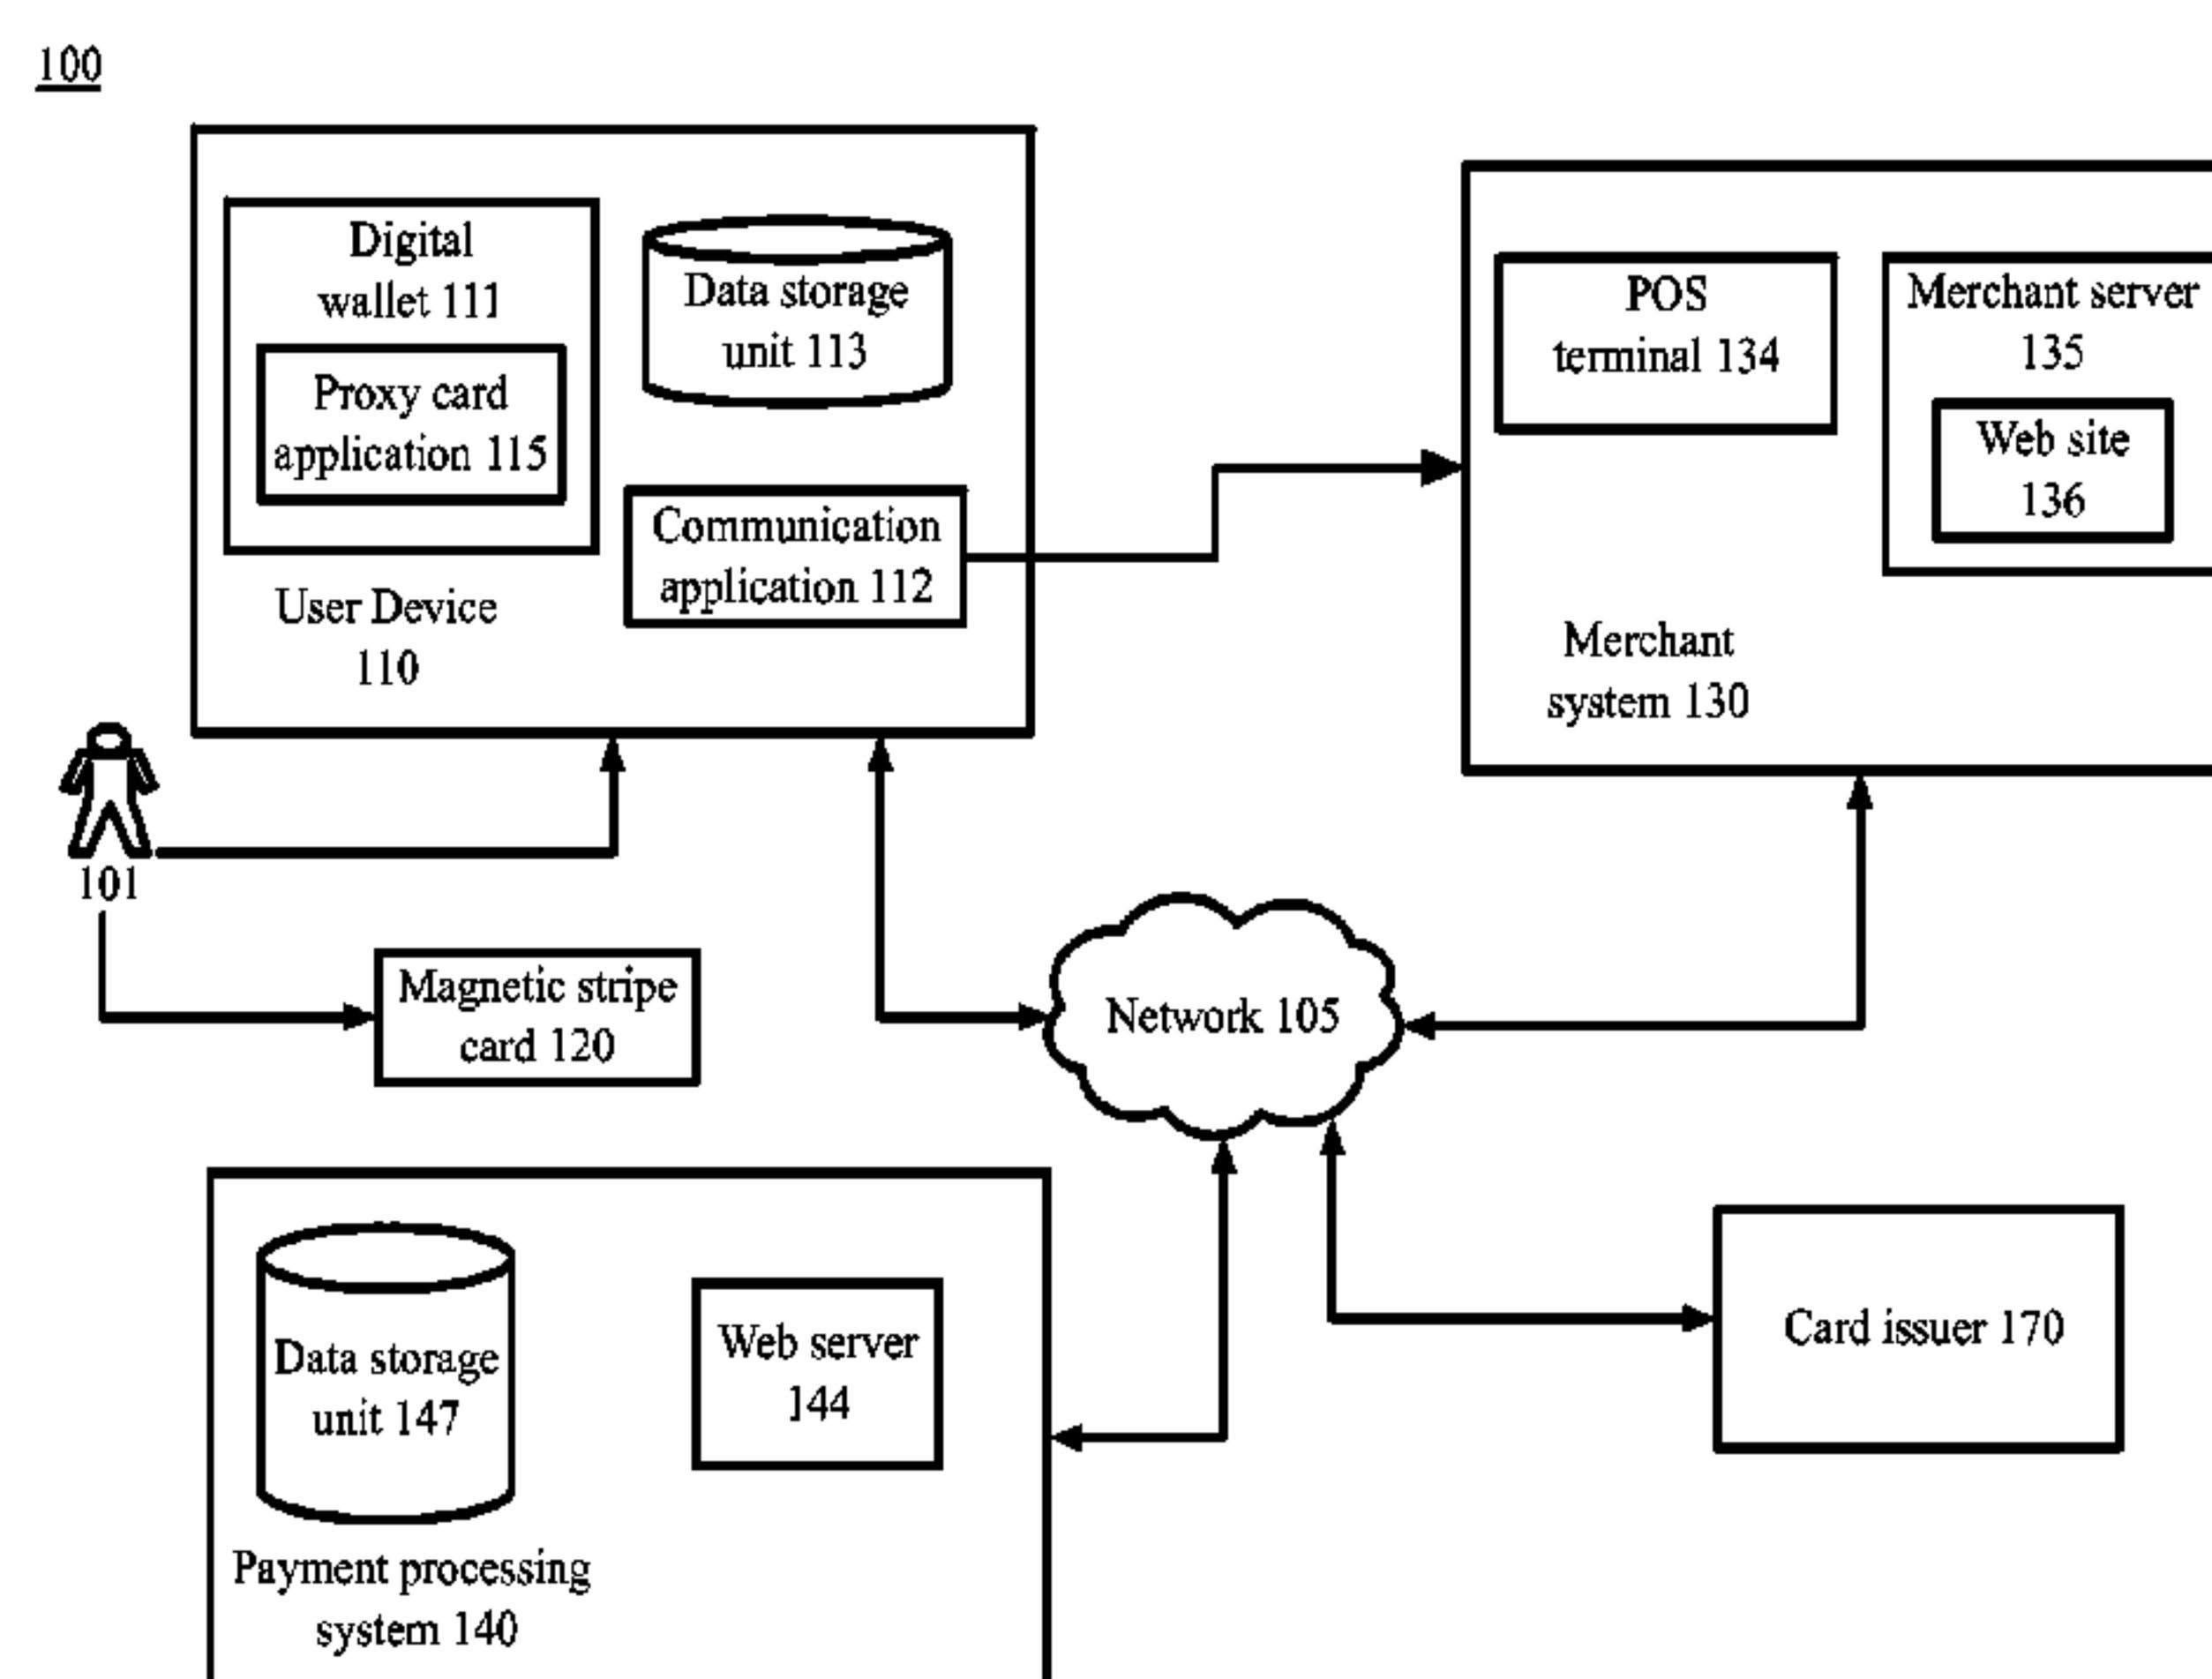 100
Digital
wallet 111
Proxy card
application 115
Data storage
unit 113
Communication
application 112
User Device
110
POS
terminal 134
Merchant server
135
Web site
136
Merchant
system 130
101
Magnetic stripe
card 120
Network 105
Data storage
unit 147
Web server
144
Payment processing
system 140
Card issuer 170